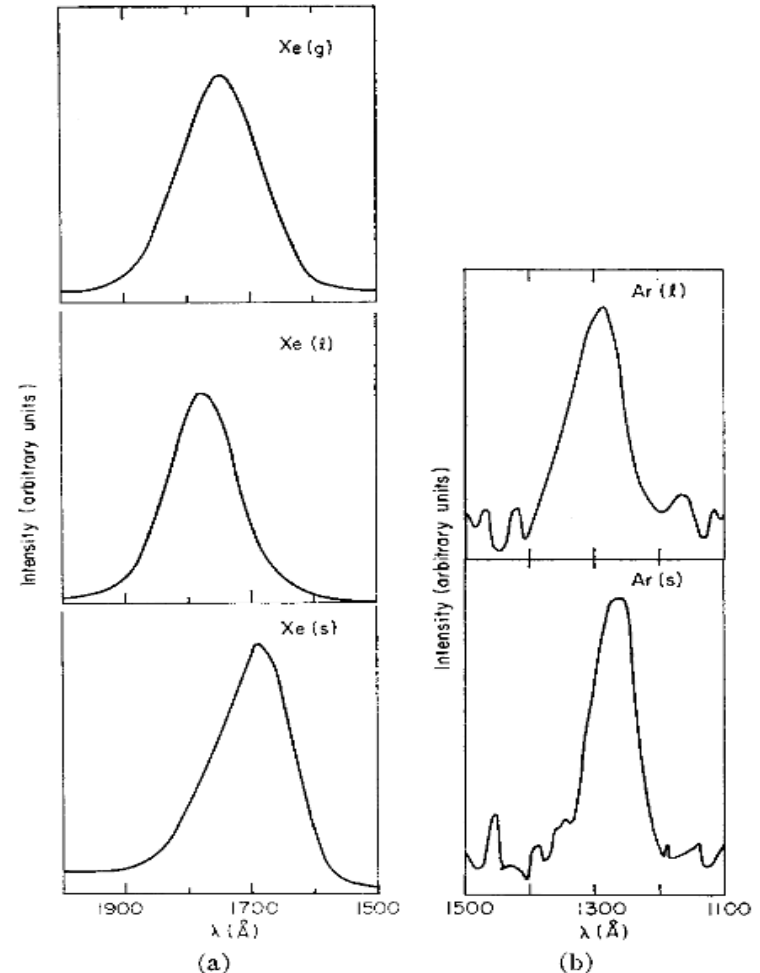 Xe (g)
Xe (ℓ)
Xe (s)
Intensity (arbitrary units)
1900 1700 1500
λ (Å)
(a)
Ar (ℓ)
Ar (s)
Intensity (arbitrary units)
1500 1300 1100
λ (Å)
(b)